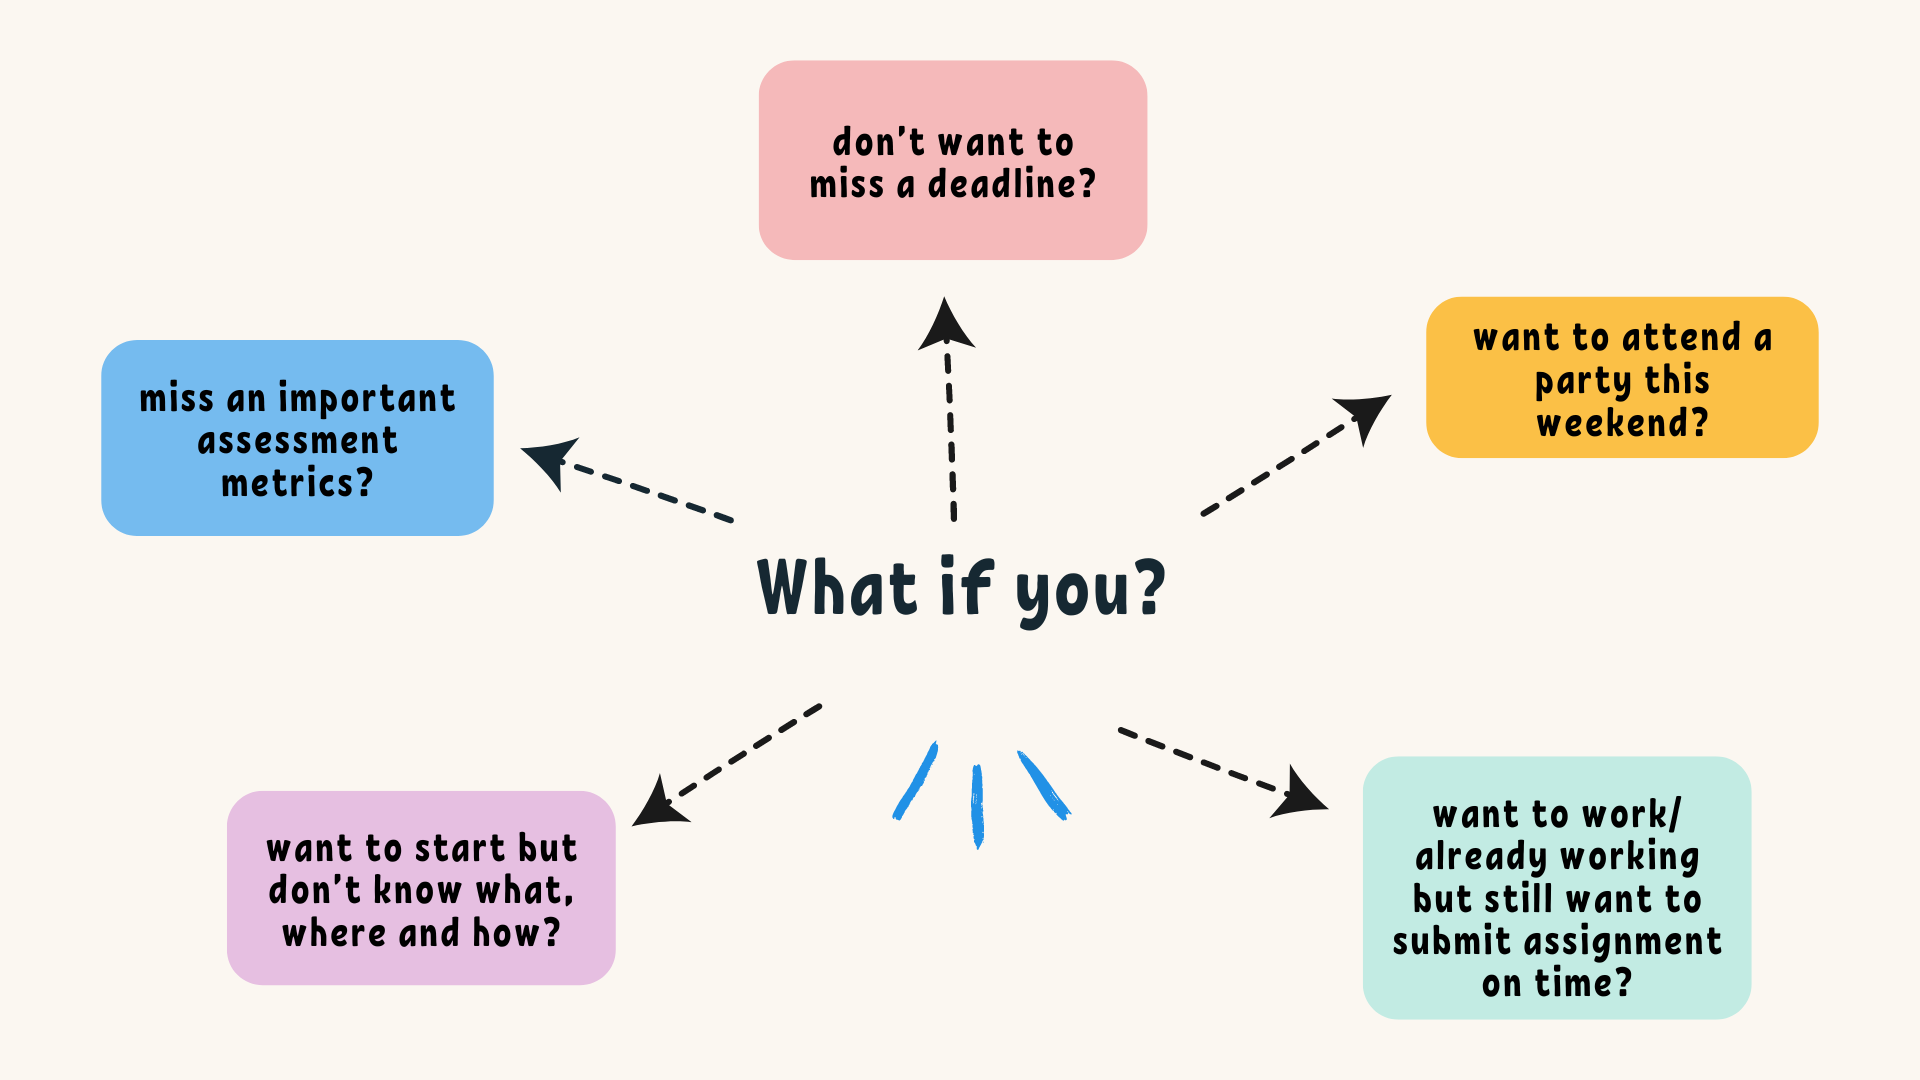 don't want to
miss a deadline?
want to attend a
party this
weekend?
miss an important
assessment
metrics?
What if you?
want to start but
don't know what,
where and how?
want to work/
already working
but still want to
submit assignment
on time?